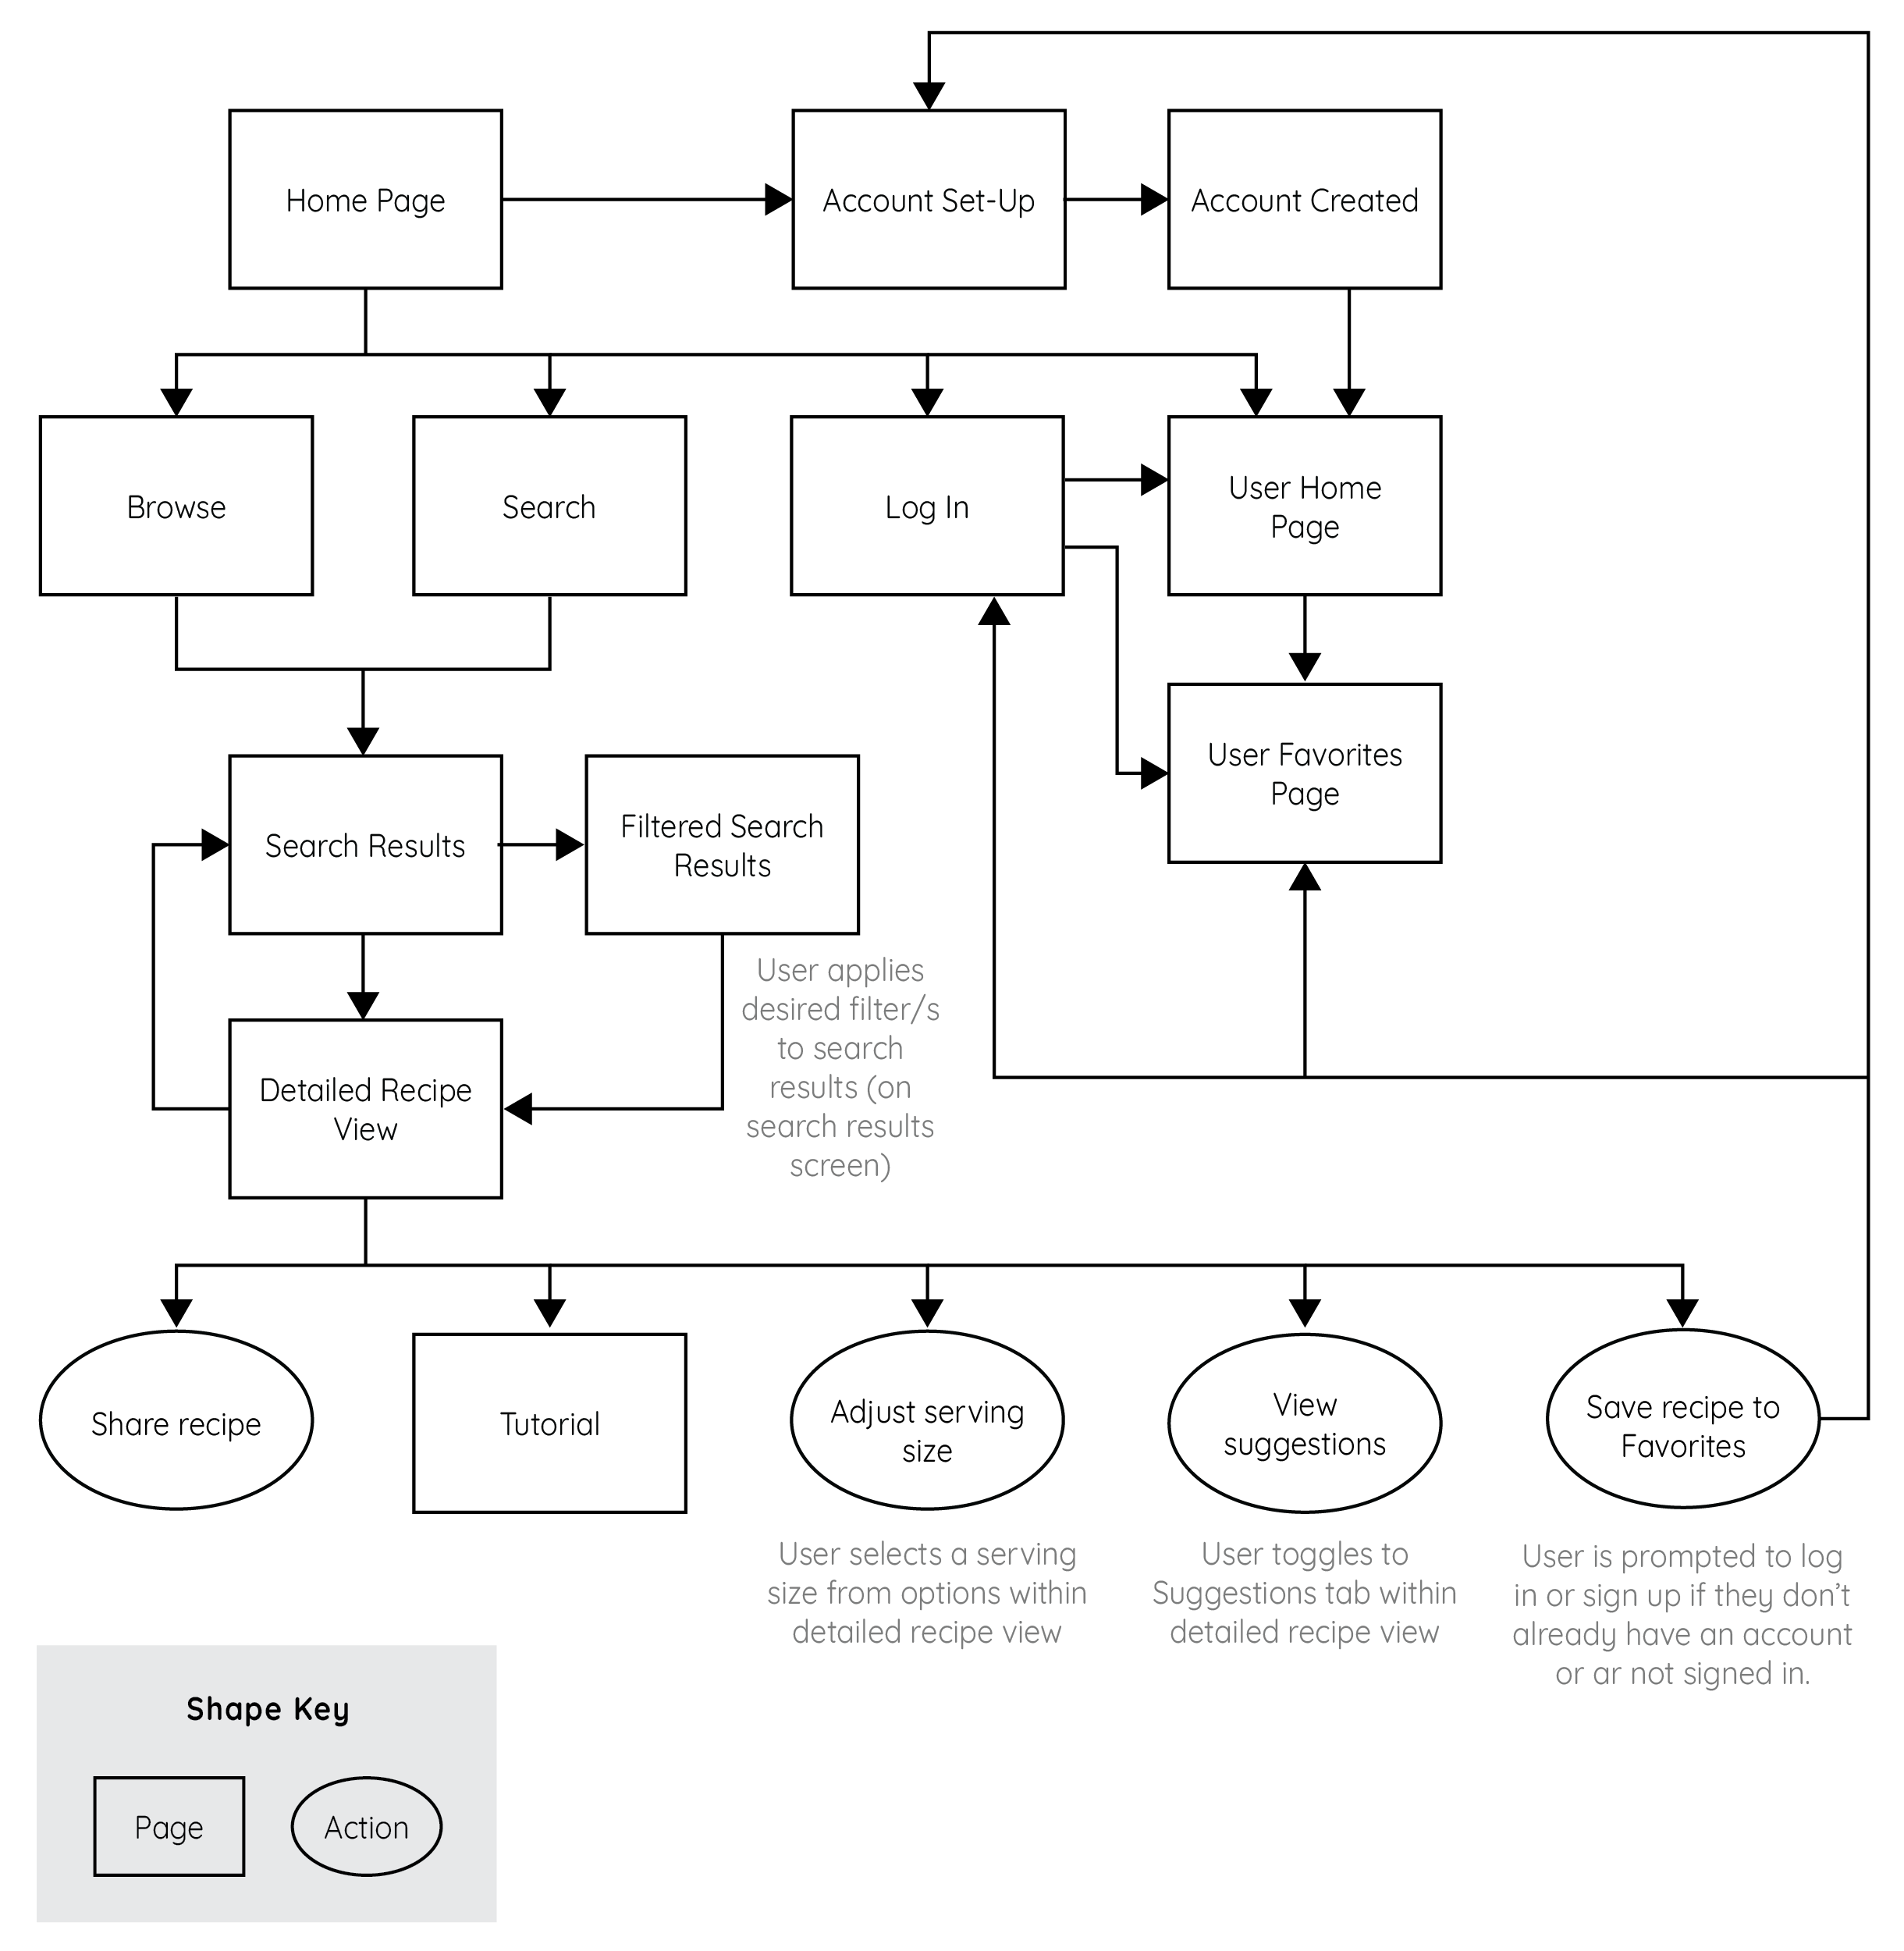 Home Page
Account Set-Up
Account Created
Browse
Search
Log In
User Home
Page
User Favorites
Page
Search Results
Filtered Search
Results
User applies
desired filter/s
to search
results (on
search results
screen)
Detailed Recipe
View
Share recipe
Tutorial
Adjust serving
size
View
suggestions
Save recipe to
Favorites
User selects a serving
size from options within
detailed recipe view
User toggles to
Suggestions tab within
detailed recipe view
User is prompted to log
in or sign up if they don’t
already have an account
or ar not signed in.
Shape Key
Page
Action